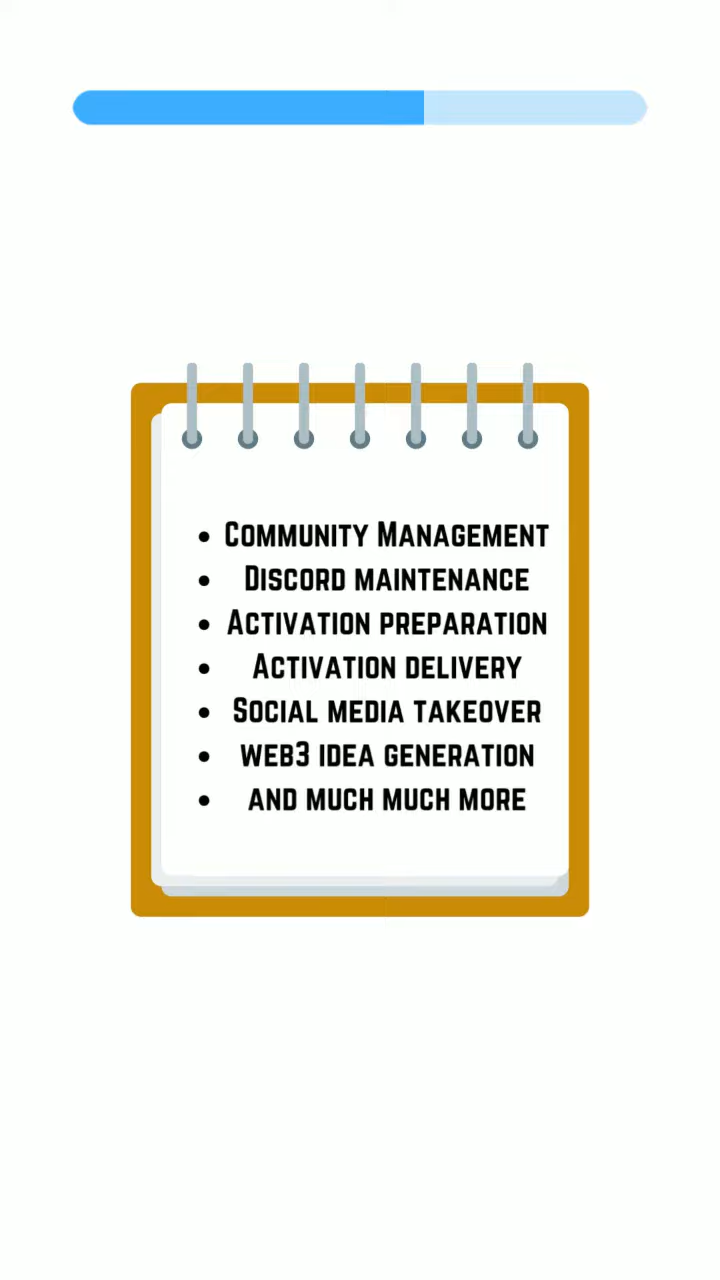 • Community Management
• Discord maintenance
• Activation preparation
• Activation delivery
• Social media takeover
• web3 idea generation
• and much much more